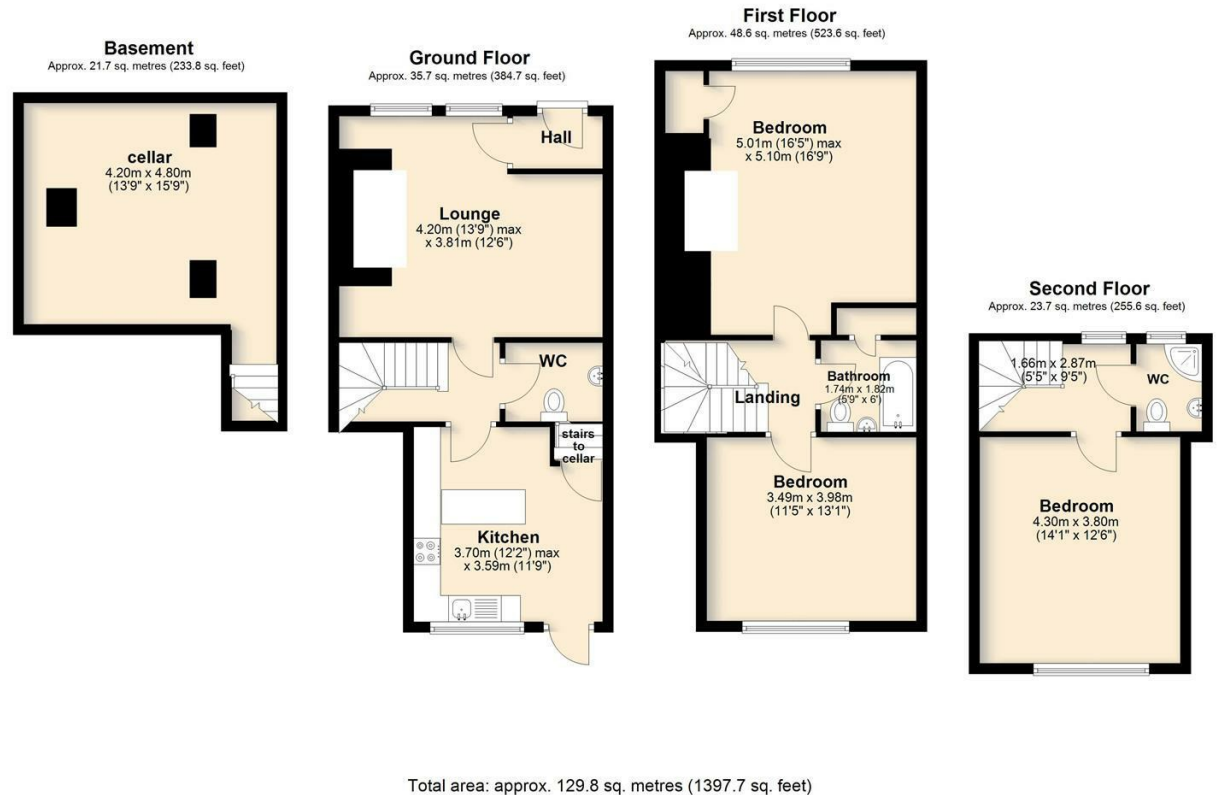 Basement
Approx. 21.7 sq. metres (233.8 sq. feet)
cellar
4.20m x 4.80m
(13'9" x 15'9")
Ground Floor
Approx. 35.7 sq. metres (384.7 sq. feet)
Hall
Lounge
4.20m (13'9") max
x 3.81m (12'6")
WC
stairs
to
cellar
Kitchen
3.70m (12'2") max
x 3.59m (11'9")
First Floor
Approx. 48.6 sq. metres (523.6 sq. feet)
Bedroom
5.01m (16'5") max
x 5.10m (16'9")
Bathroom
1.74m x 1.82m
(5'9" x 6')
Landing
Bedroom
3.49m x 3.98m
(11'5" x 13'1")
Second Floor
Approx. 23.7 sq. metres (255.6 sq. feet)
1.66m x 2.87m
(5'5" x 9'5")
WC
Bedroom
4.30m x 3.80m
(14'1" x 12'6")
Total area: approx. 129.8 sq. metres (1397.7 sq. feet)